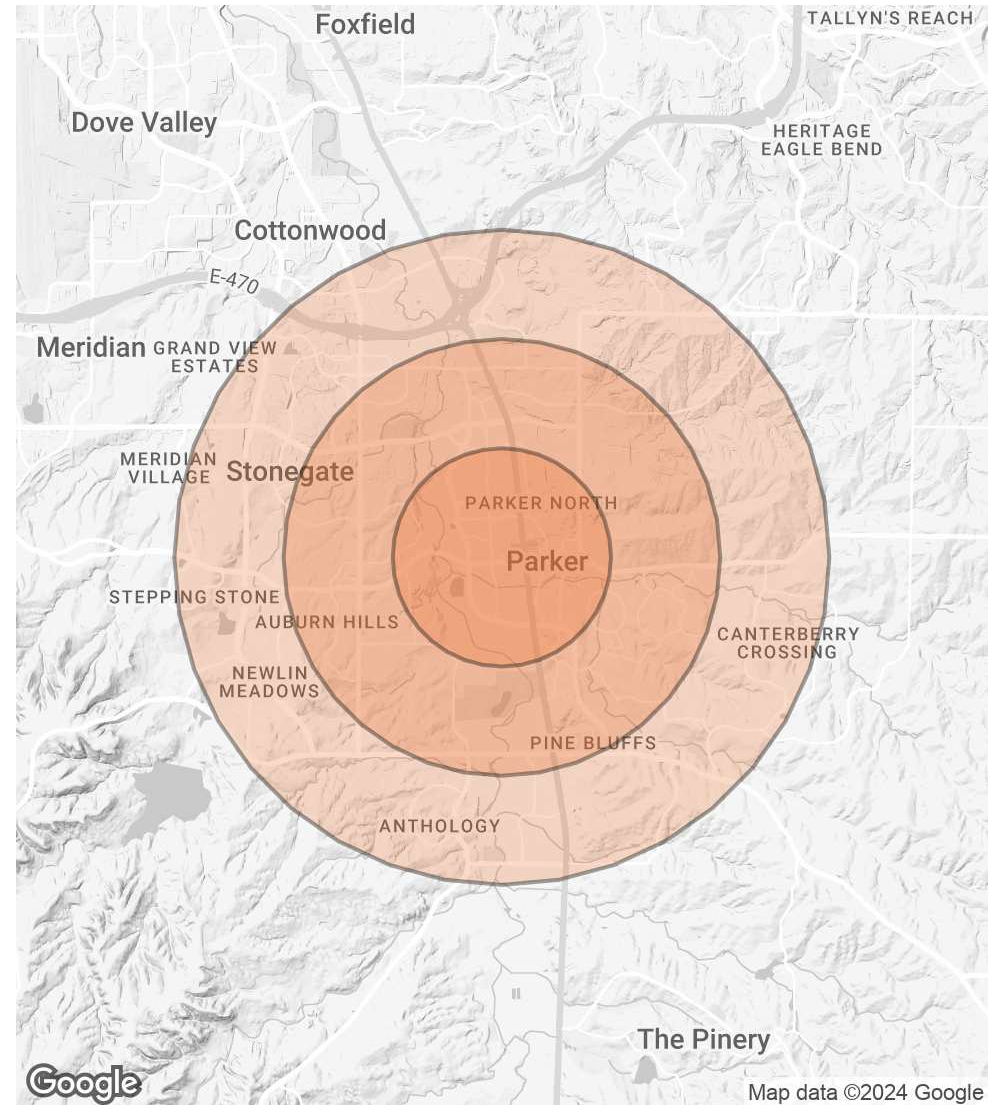 Foxfield
TALLYN'S REACH
Dove Valley
HERITAGE
EAGLE BEND
Cottonwood
E-470
Meridian
GRAND VIEW
ESTATES
MERIDIAN
VILLAGE
Stonegate
PARKER NORTH
Parker
STEPPING STONE
AUBURN HILLS
CANTERBERRY
CROSSING
NEWLIN
MEADOWS
PINE BLUFFS
ANTHOLOGY
The Pinery
Google
Map data ©2024 Google